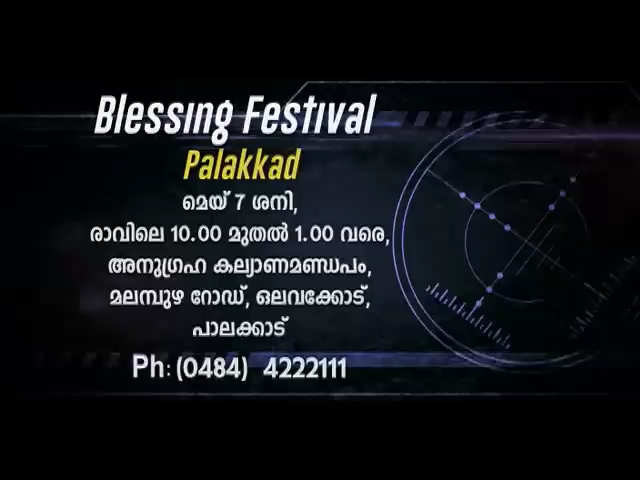 Blessing Festival
Palakkad
മെയ് 7 ശനി,
രാവിലെ 10.00 മുതൽ 1.00 വരെ,
അനുഗ്രഹ കല്യാണമണ്ഡപം,
മലമ്പുഴ റോഡ്, ഒലവക്കോട്,
പാലക്കാട്
Ph: (0484) 4222111